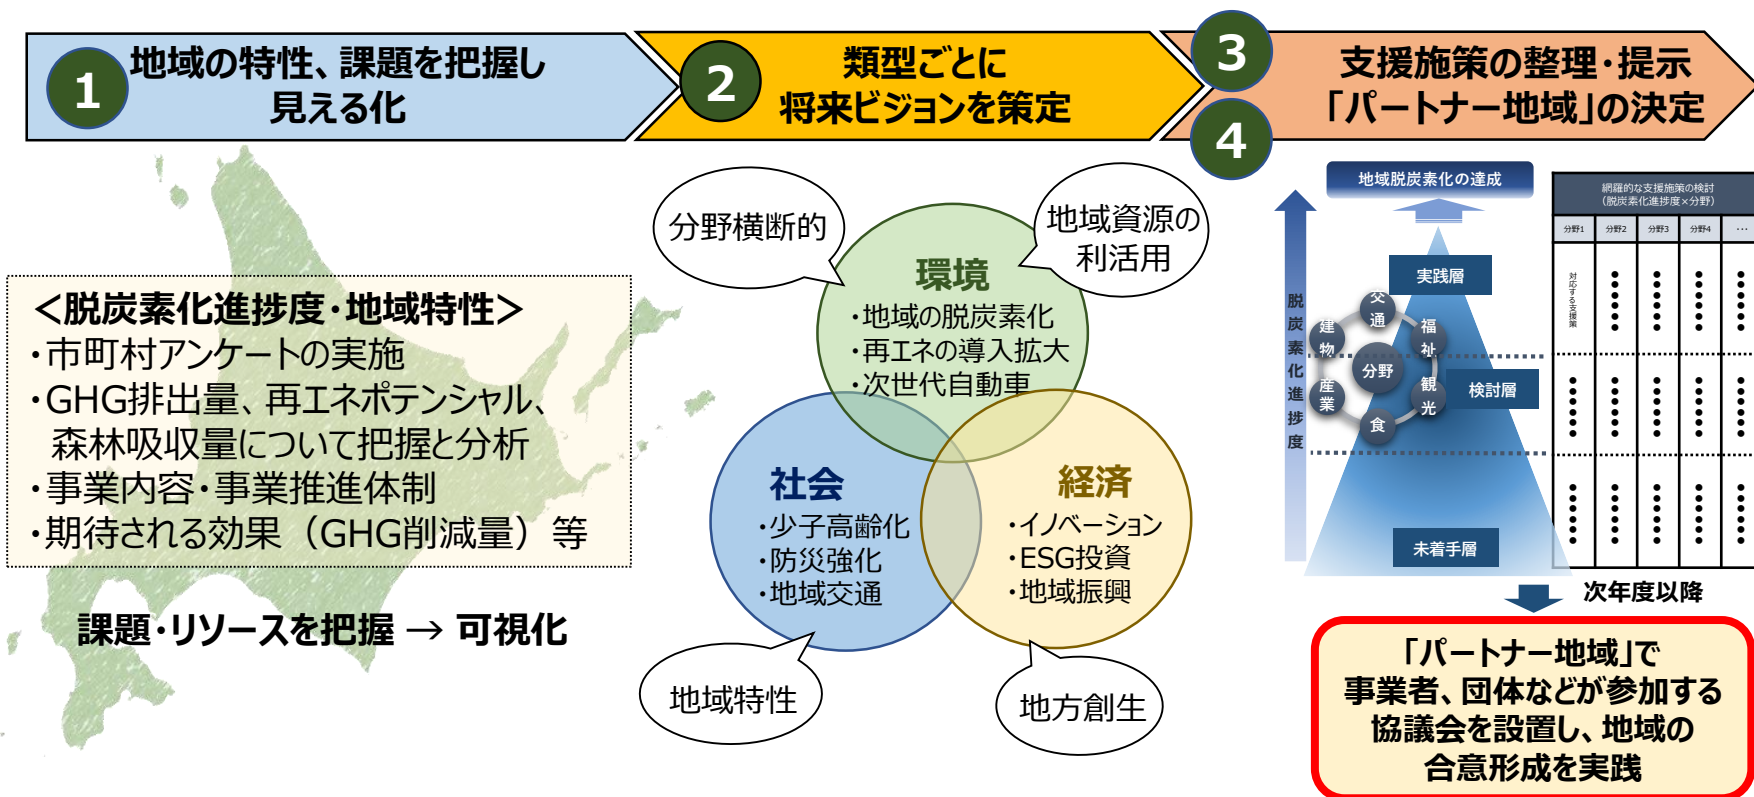 1
地域の特性、課題を把握し
見える化
2
類型ごとに
将来ビジョンを策定
3
4
支援施策の整理・提示
「パートナー地域」の決定
＜脱炭素化進捗度・地域特性＞
・市町村アンケートの実施
・GHG排出量、再エネポテンシャル、
森林吸収量について把握と分析
・事業内容・事業推進体制
・期待される効果（GHG削減量）等
課題・リソースを把握 → 可視化
分野横断的
地域資源の
利活用
環境
・地域の脱炭素化
・再エネの導入拡大
・次世代自動車
社会
・少子高齢化
・防災強化
・地域交通
経済
・イノベーション
・ESG投資
・地域振興
地域特性
地方創生
地域脱炭素化の達成
脱炭素化進捗度
実践層
検討層
未着手層
分野
交通
福祉
観光
食
産業
建物
網羅的な支援施策の検討
（脱炭素化進捗度×分野）
分野1 分野2 分野3 分野4 …
対応する支援策
次年度以降
「パートナー地域」で
事業者、団体などが参加する
協議会を設置し、地域の
合意形成を実践